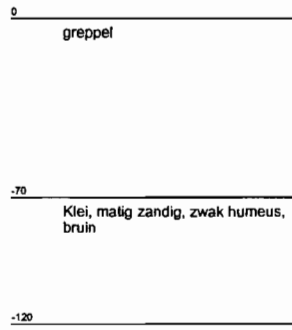 0
greppel
-70
Klei, matig zandig, zwak humeus,
bruin
-120